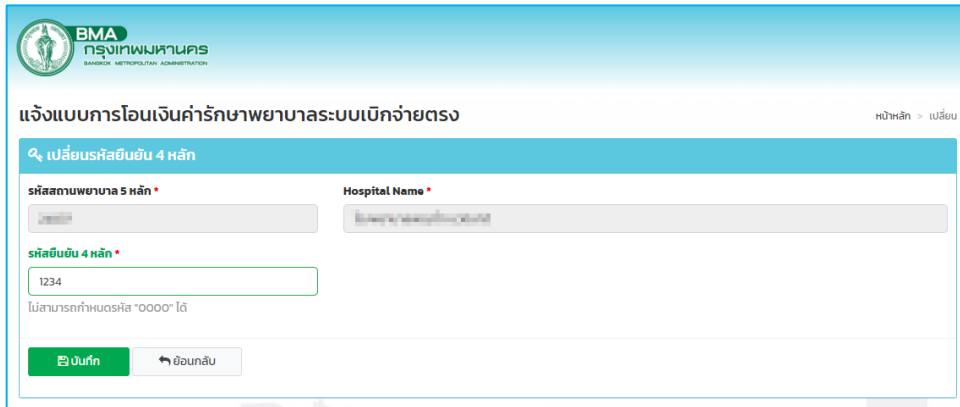 BMA
กรุงเทพมหานคร
BANGKOK METROPOLITAN ADMINISTRATION
แจ้งแบบการโอนเงินค่ารักษาพยาบาลระบบเบิกจ่ายตรง
หน้าหลัก > เปลี่ยน
เปลี่ยนรหัสยืนยัน 4 หลัก
รหัสสถานพยาบาล 5 หลัก * Hospital Name *
รหัสยืนยัน 4 หลัก *
1234
ไม่สามารถกำหนดรหัส "0000" ได้
บันทึก ย้อนกลับ